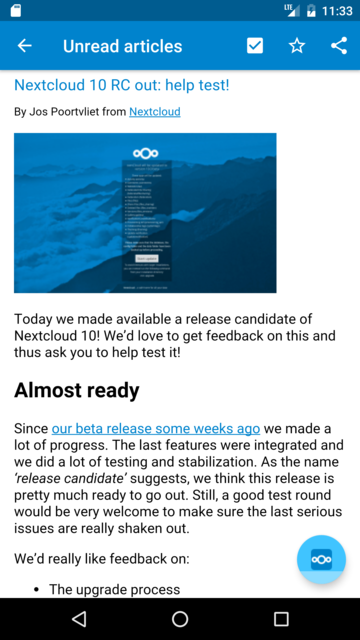 LTE 11:33
Unread articles
Nextcloud 10 RC out: help test!
By Jos Poortvliet from Nextcloud
Today we made available a release candidate of
Nextcloud 10! We'd love to get feedback on this and
thus ask you to help test it!
Almost ready
Since our beta release some weeks ago we made a
lot of progress. The last features were integrated and
we did a lot of testing and stabilization. As the name
'release candidate' suggests, we think this release is
pretty much ready to go out. Still, a good test round
would be very welcome to make sure the last serious
issues are really shaken out.
We'd really like feedback on:
• The upgrade process